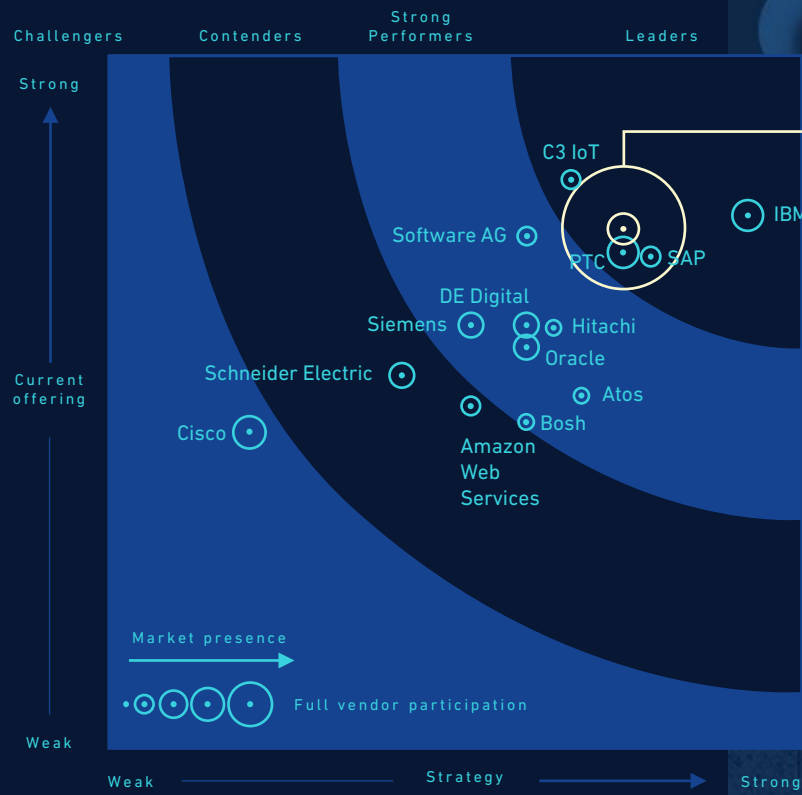 Strong
Challengers
Contenders
Performers
Leaders
Strong
C3 IoT
IBM
Software AG
PTC
SAP
DE Digital
Siemens
Hitachi
Oracle
Schneider Electric
Current
offering
Atos
Cisco
Bosh
Amazon
Web
Services
Market presence
Full vendor participation
Weak
Weak
Strategy
Strong